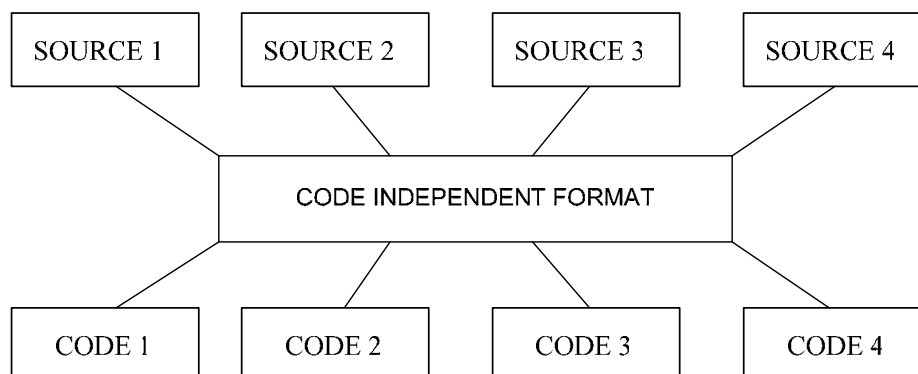 SOURCE 1
SOURCE 2
SOURCE 3
SOURCE 4
CODE INDEPENDENT FORMAT
CODE 1
CODE 2
CODE 3
CODE 4